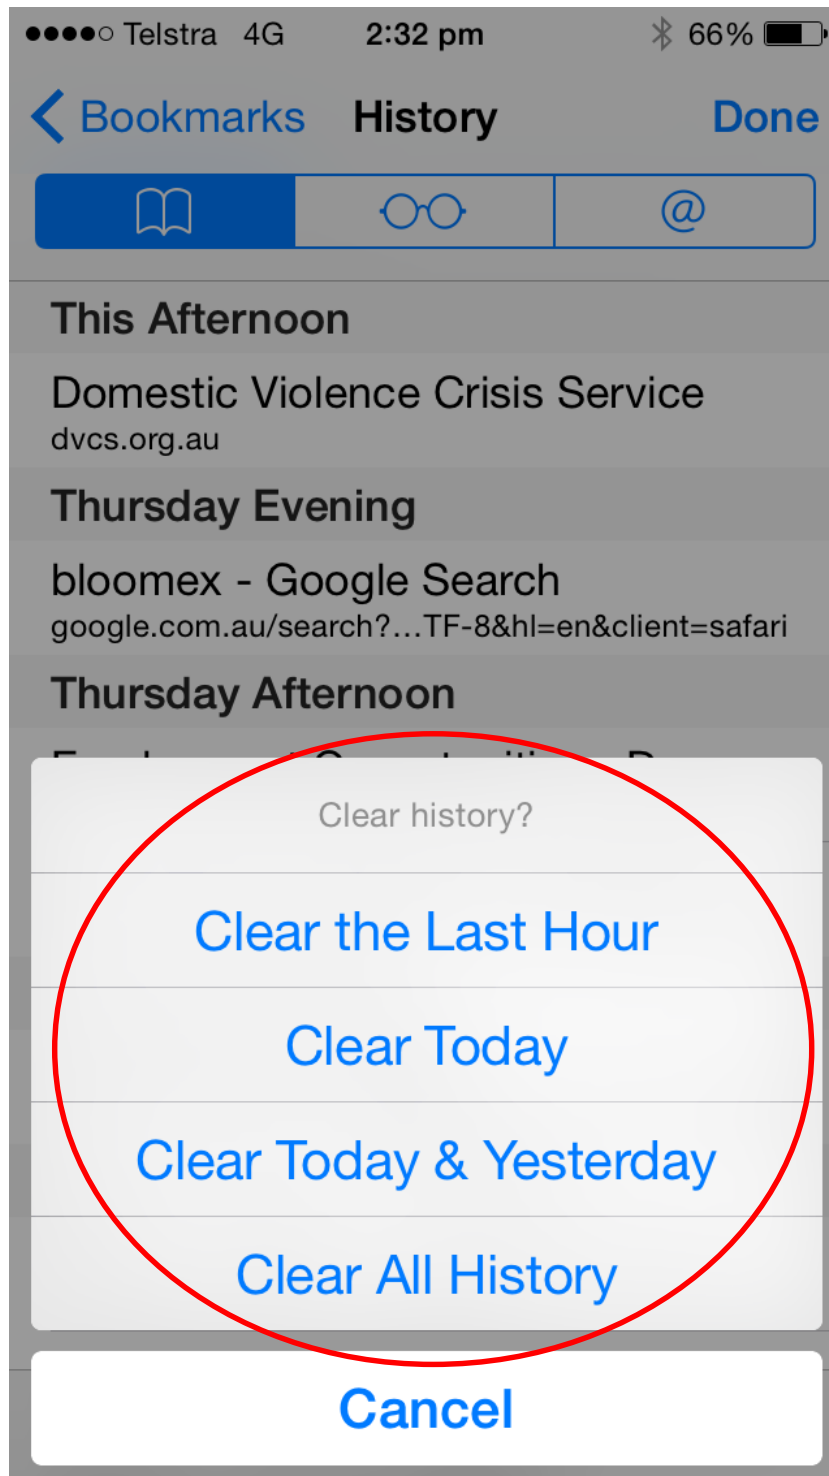 Telstra 4G 2:32 pm 66%
Bookmarks History Done
@
This Afternoon
Domestic Violence Crisis Service
dvcs.org.au
Thursday Evening
bloomex - Google Search
google.com.au/search?...TF-8&hl=en&client=safari
Thursday Afternoon
Clear history?
Clear the Last Hour
Clear Today
Clear Today & Yesterday
Clear All History
Cancel